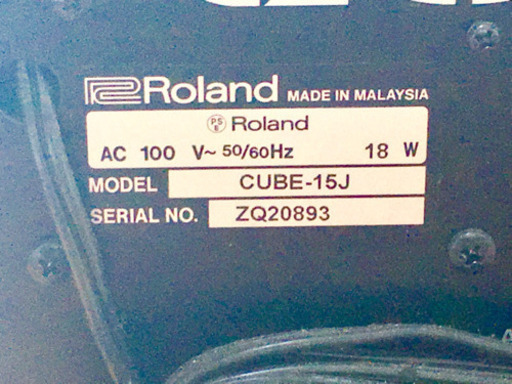 Roland MADE IN MALAYSIA
PS E Roland
AC 100 V~ 50/60Hz 18 W
MODEL CUBE-15J
SERIAL NO. ZQ20893